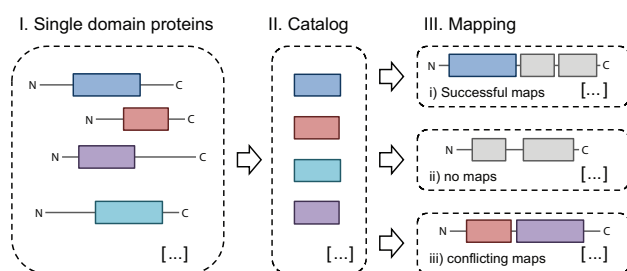 I. Single domain proteins
N C
N C
N C
N C
[...]
II. Catalog
[...]
III. Mapping
N C
i) Successful maps [...]
N C
ii) no maps [...]
N C
iii) conflicting maps [...]